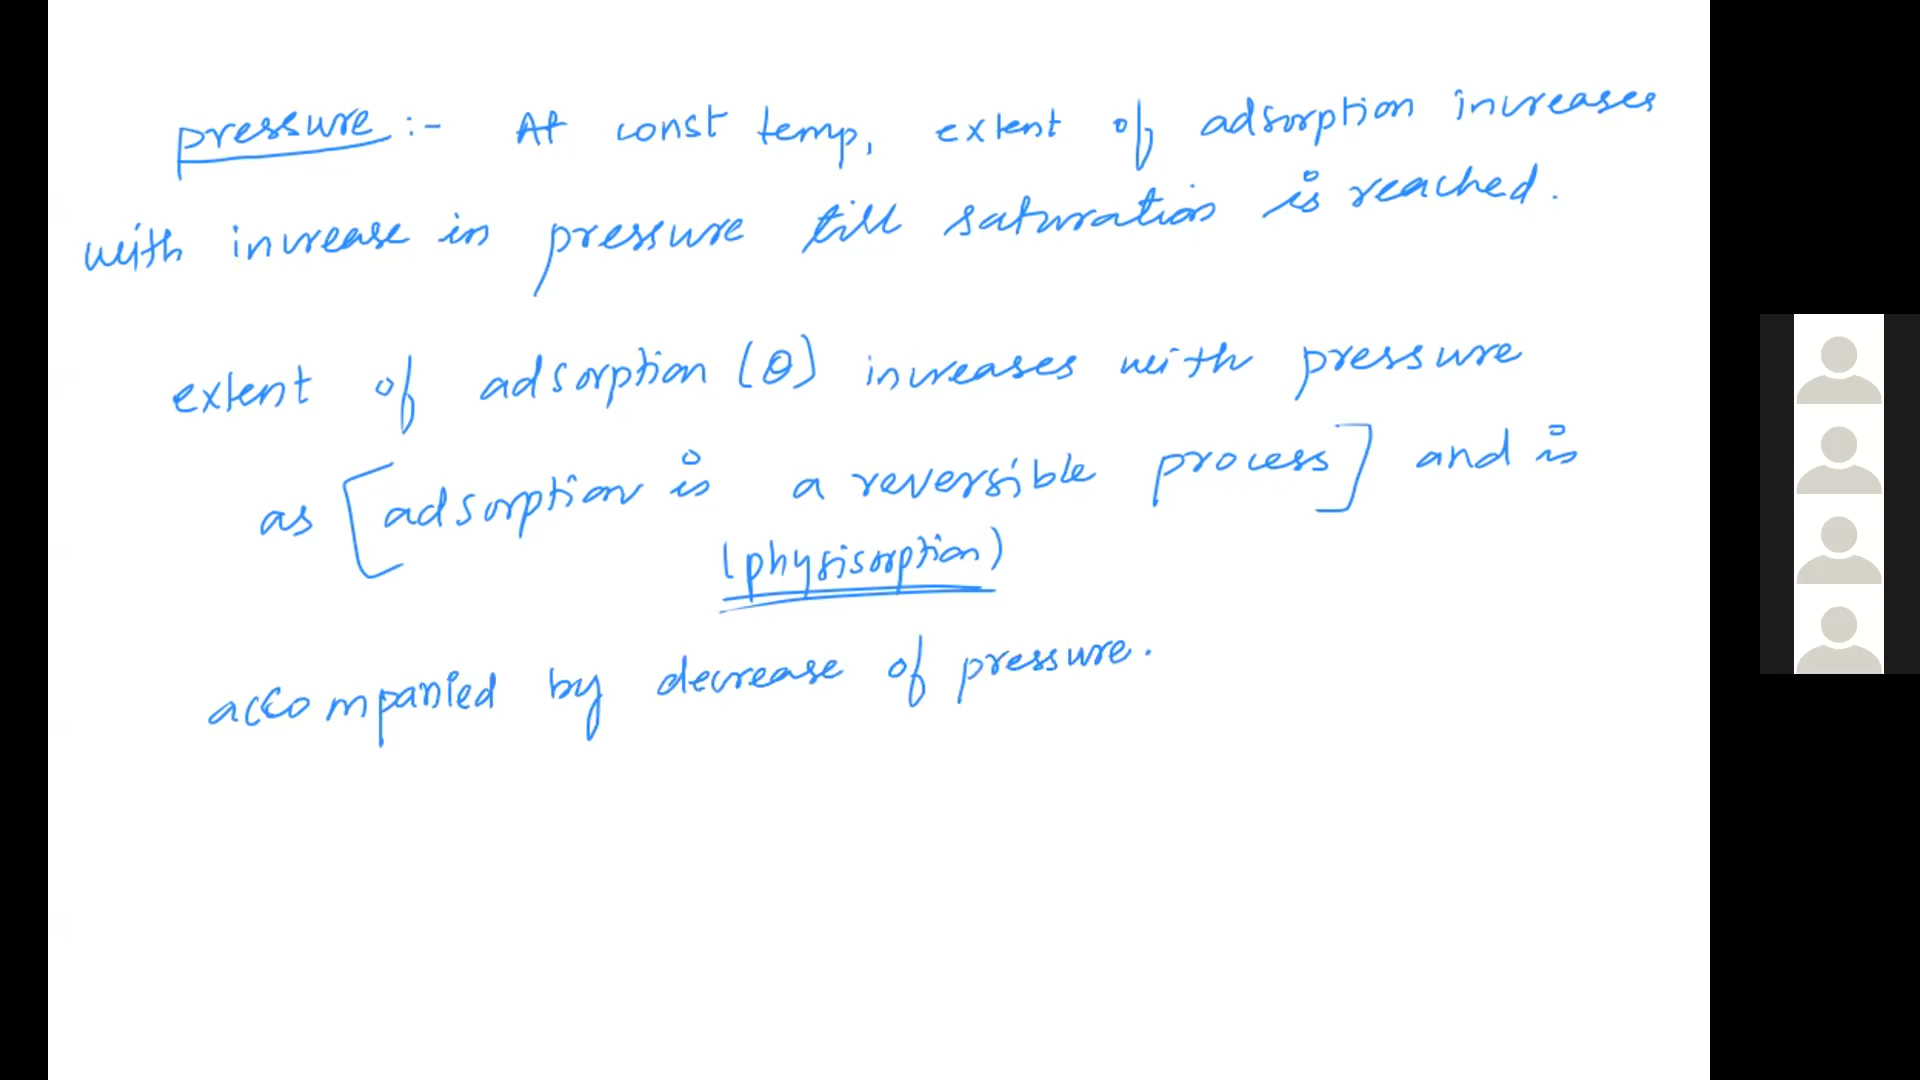 pressure :- At const temp, extent of adsorption increases
with increase in pressure till saturation is reached.
extent of adsorption (θ) increases with pressure
as [adsorption is a reversible process] and is
(physisorption)
accompanied by decrease of pressure.